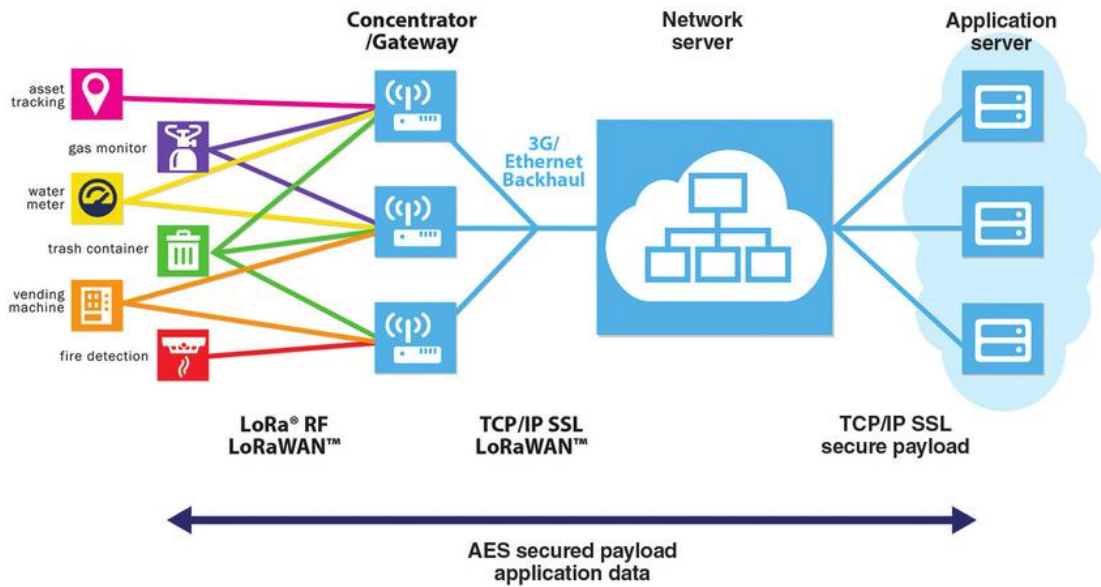 Concentrator
/Gateway
Network
server
Application
server
asset
tracking
gas monitor
water
meter
trash container
vending
machine
fire detection
3G/
Ethernet
Backhaul
LoRa® RF
LoRaWAN™
TCP/IP SSL
LoRaWAN™
TCP/IP SSL
secure payload
AES secured payload
application data